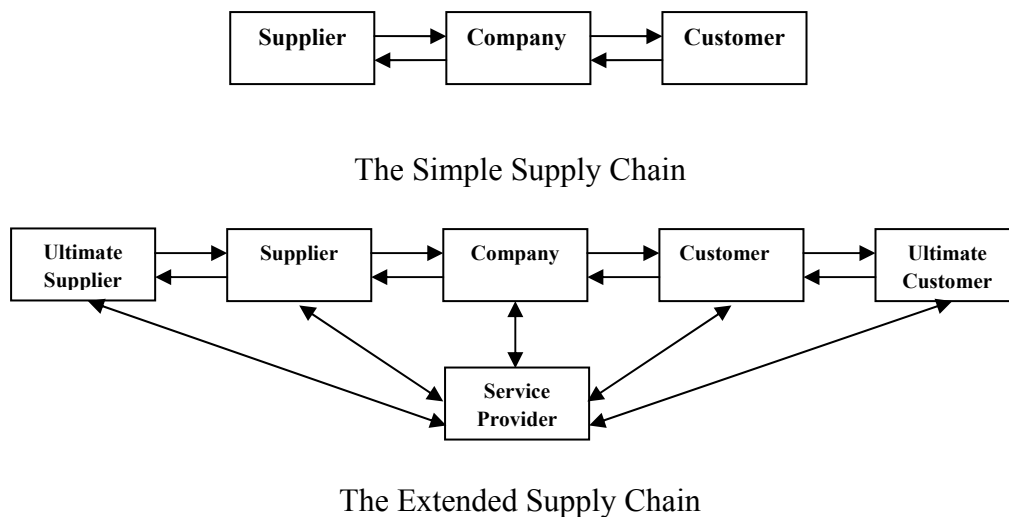 Supplier
Company
Customer
The Simple Supply Chain
Ultimate
Supplier
Supplier
Company
Customer
Ultimate
Customer
Service
Provider
The Extended Supply Chain